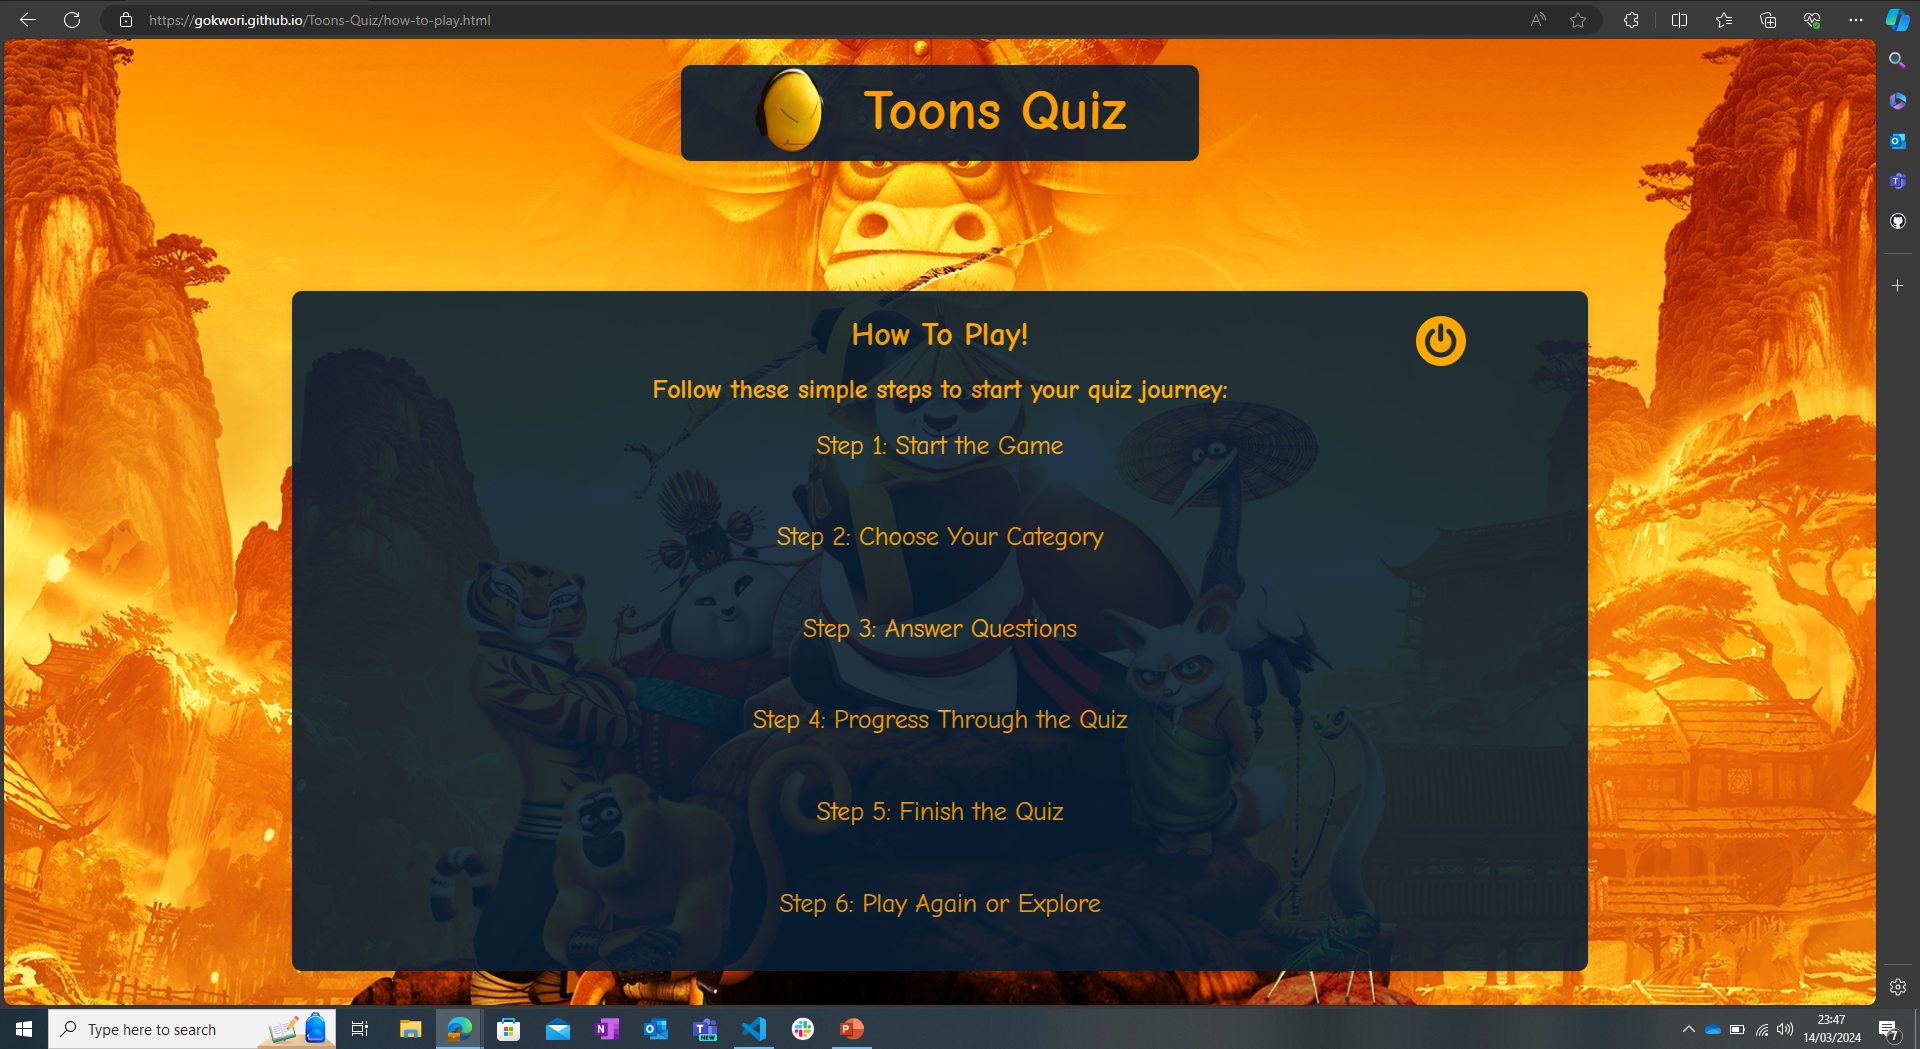 https://gokwori.github.io/Toons-Quiz/how-to-play.html
Toons Quiz
How To Play!
Follow these simple steps to start your quiz journey:
Step 1: Start the Game
Step 2: Choose Your Category
Step 3: Answer Questions
Step 4: Progress Through the Quiz
Step 5: Finish the Quiz
Step 6: Play Again or Explore
Type here to search
NEW
23:47
14/03/2024
7